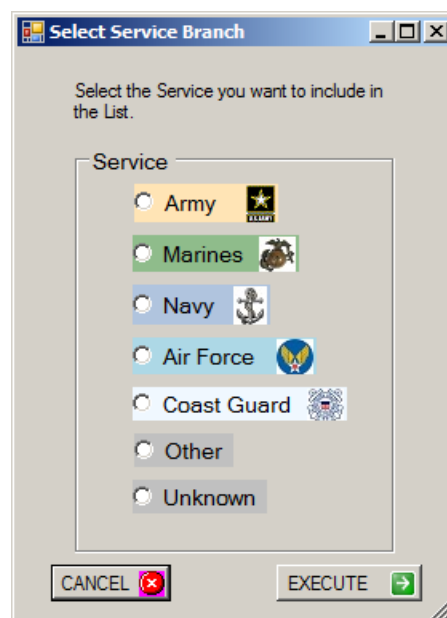 Select Service Branch
Select the Service you want to include in
the List.
Service
Army
U.S.ARMY
Marines
Navy
Air Force
Coast Guard
Other
Unknown
CANCEL
EXECUTE